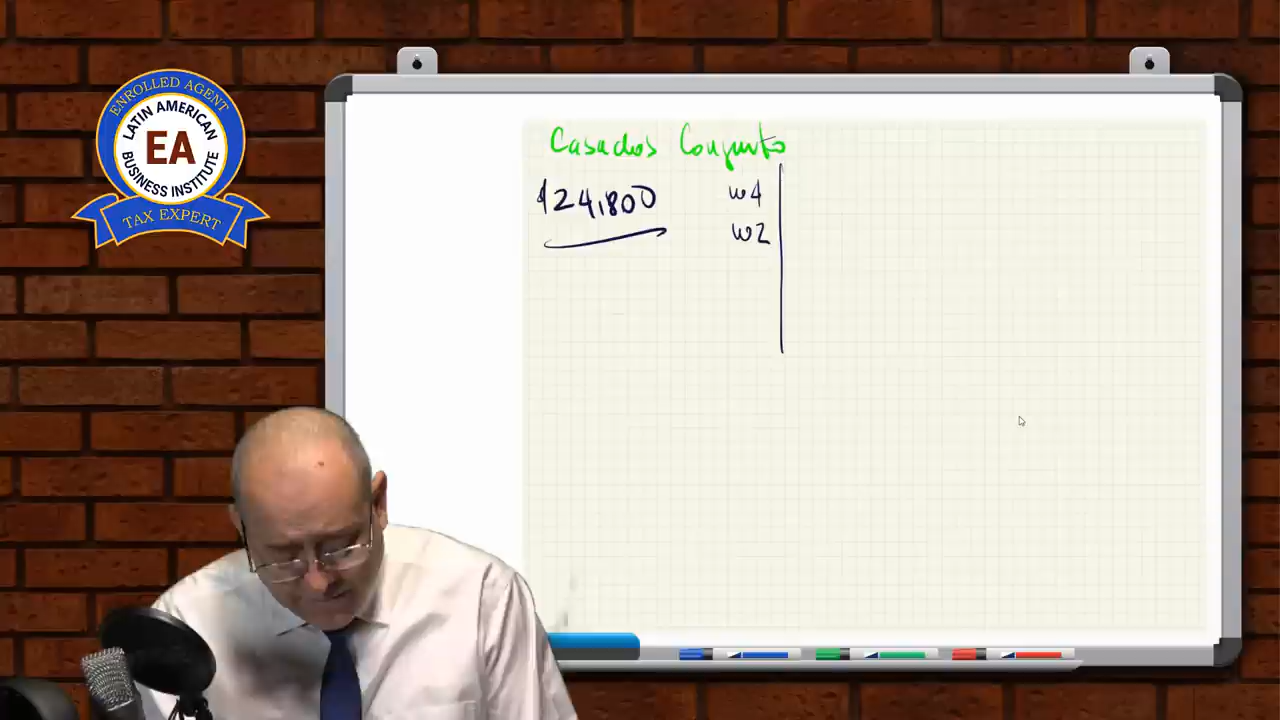 ENROLLED AGENT
LATIN AMERICAN
EA
BUSINESS INSTITUTE
TAX EXPERT
Casados Conjunto
$24,800 w4
w2